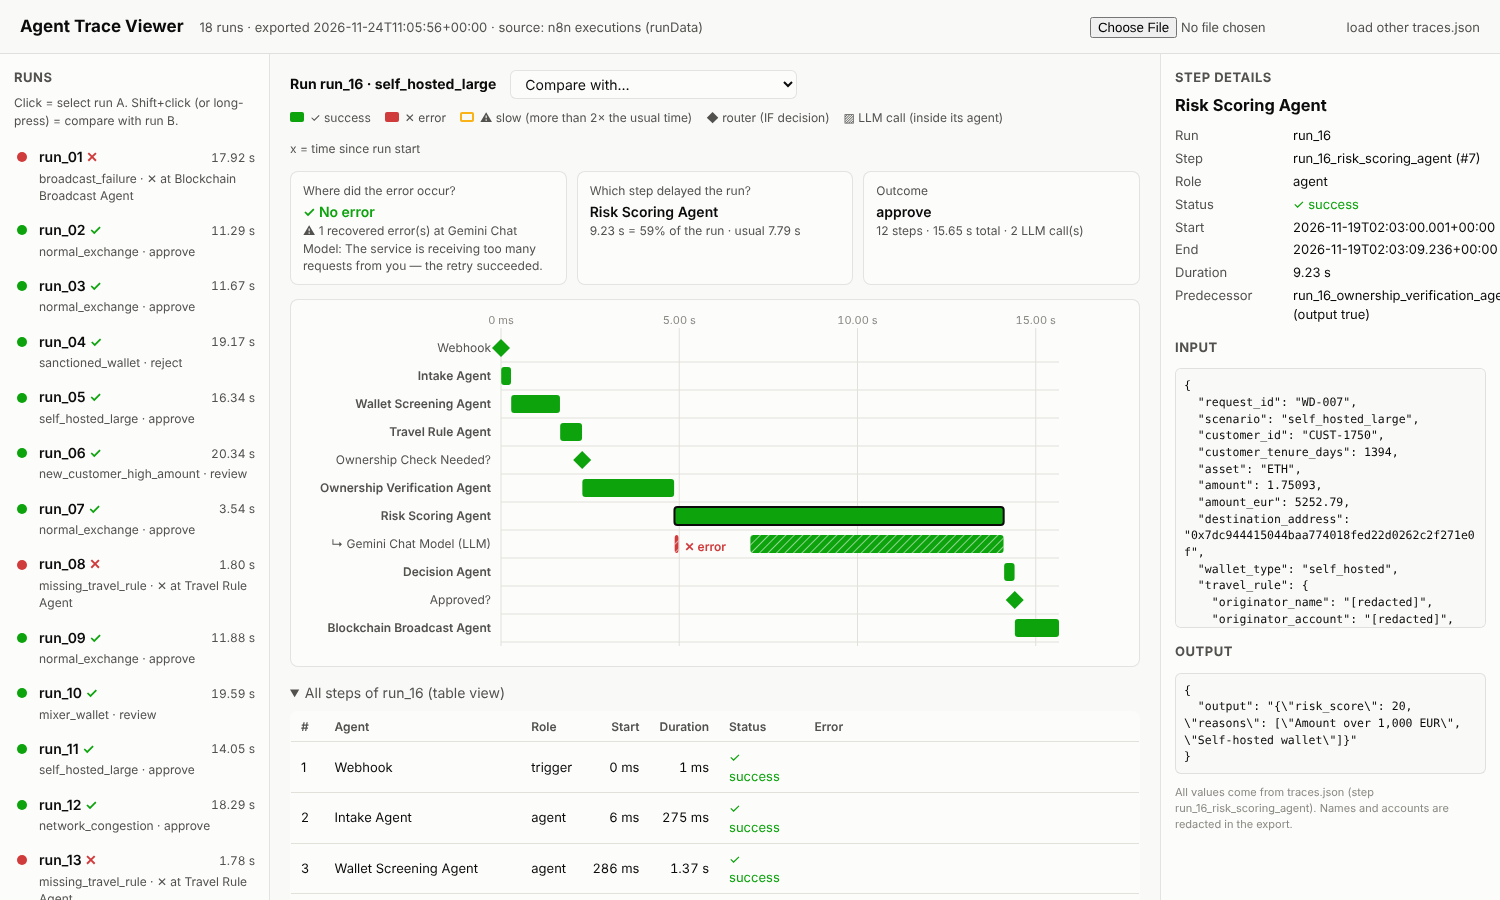 Agent Trace Viewer
18 runs · exported 2026-11-24T11:05:56+00:00 · source: n8n executions (runData)
Choose File No file chosen
load other traces.json
RUNS
Click = select run A. Shift+click (or long-
press) = compare with run B.
run_01 ✕ 17.92 s
broadcast_failure · ✕ at Blockchain
Broadcast Agent
run_02 ✓ 11.29 s
normal_exchange · approve
run_03 ✓ 11.67 s
normal_exchange · approve
run_04 ✓ 19.17 s
sanctioned_wallet · reject
run_05 ✓ 16.34 s
self_hosted_large · approve
run_06 ✓ 20.34 s
new_customer_high_amount · review
run_07 ✓ 3.54 s
normal_exchange · approve
run_08 ✕ 1.80 s
missing_travel_rule · ✕ at Travel Rule
Agent
run_09 ✓ 11.88 s
normal_exchange · approve
run_10 ✓ 19.59 s
mixer_wallet · review
run_11 ✓ 14.05 s
self_hosted_large · approve
run_12 ✓ 18.29 s
network_congestion · approve
run_13 ✕ 1.78 s
missing_travel_rule · ✕ at Travel Rule
Agent
Run run_16 · self_hosted_large
Compare with...
✓ success ✕ error ⚠ slow (more than 2× the usual time) ◆ router (IF decision) ▨ LLM call (inside its agent)
x = time since run start
Where did the error occur?
✓ No error
⚠ 1 recovered error(s) at Gemini Chat
Model: The service is receiving too many
requests from you — the retry succeeded.
Which step delayed the run?
Risk Scoring Agent
9.23 s = 59% of the run · usual 7.79 s
Outcome
approve
12 steps · 15.65 s total · 2 LLM call(s)
0 ms 5.00 s 10.00 s 15.00 s
Webhook
Intake Agent
Wallet Screening Agent
Travel Rule Agent
Ownership Check Needed?
Ownership Verification Agent
Risk Scoring Agent
↳ Gemini Chat Model (LLM) ✕ error
Decision Agent
Approved?
Blockchain Broadcast Agent
▼ All steps of run_16 (table view)
# Agent Role Start Duration Status Error
1 Webhook trigger 0 ms 1 ms ✓ success
2 Intake Agent agent 6 ms 275 ms ✓ success
3 Wallet Screening Agent agent 286 ms 1.37 s ✓ success
STEP DETAILS
Risk Scoring Agent
Run run_16
Step run_16_risk_scoring_agent (#7)
Role agent
Status ✓ success
Start 2026-11-19T02:03:00.001+00:00
End 2026-11-19T02:03:09.236+00:00
Duration 9.23 s
Predecessor run_16_ownership_verification_age
(output true)
INPUT
{
"request_id": "WD-007",
"scenario": "self_hosted_large",
"customer_id": "CUST-1750",
"customer_tenure_days": 1394,
"asset": "ETH",
"amount": 1.75093,
"amount_eur": 5252.79,
"destination_address":
"0x7dc944415044baa774018fed22d0262c2f271e0
f",
"wallet_type": "self_hosted",
"travel_rule": {
"originator_name": "[redacted]",
"originator_account": "[redacted]",
OUTPUT
{
"output": "{\"risk_score\": 20,
\"reasons\": [\"Amount over 1,000 EUR\",
\"Self-hosted wallet\"]}"
}
All values come from traces.json (step
run_16_risk_scoring_agent). Names and accounts are
redacted in the export.